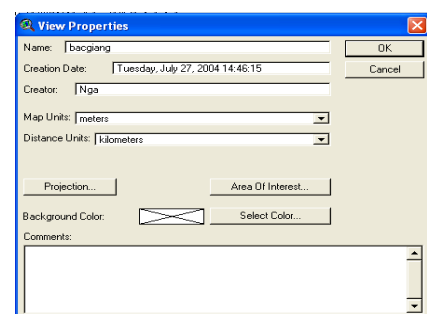 View Properties
Name: bacgiang OK
Creation Date: Tuesday, July 27, 2004 14:46:15 Cancel
Creator: Nga
Map Units: meters
Distance Units: kilometers
Projection... Area Of Interest...
Background Color: Select Color...
Comments: